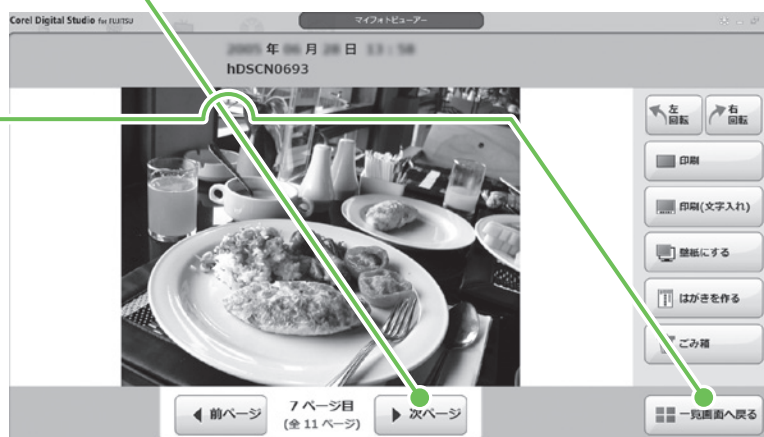 Corel Digital Studio for FUJITSU
マイフォトビューアー
年 月 日
hDSCN0693
左回転
右回転
印刷
印刷(文字入れ)
壁紙にする
はがきを作る
ごみ箱
前ページ
7 ページ目
(全 11 ページ)
次ページ
一覧画面へ戻る